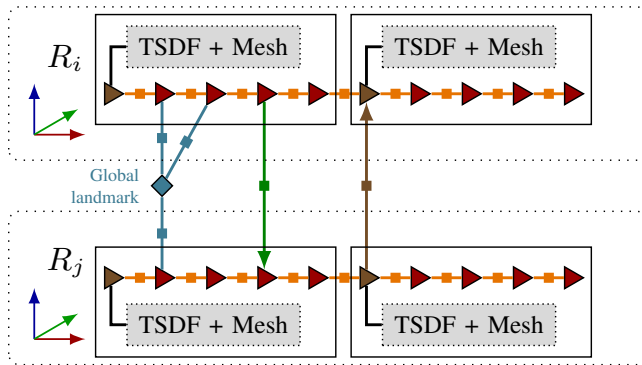 TSDF + Mesh TSDF + Mesh
R_i
Global
landmark
R_j
TSDF + Mesh TSDF + Mesh